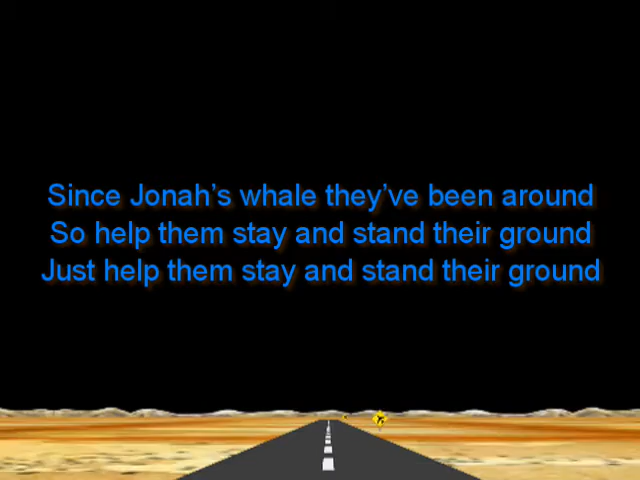 Since Jonah’s whale they’ve been around
So help them stay and stand their ground
Just help them stay and stand their ground